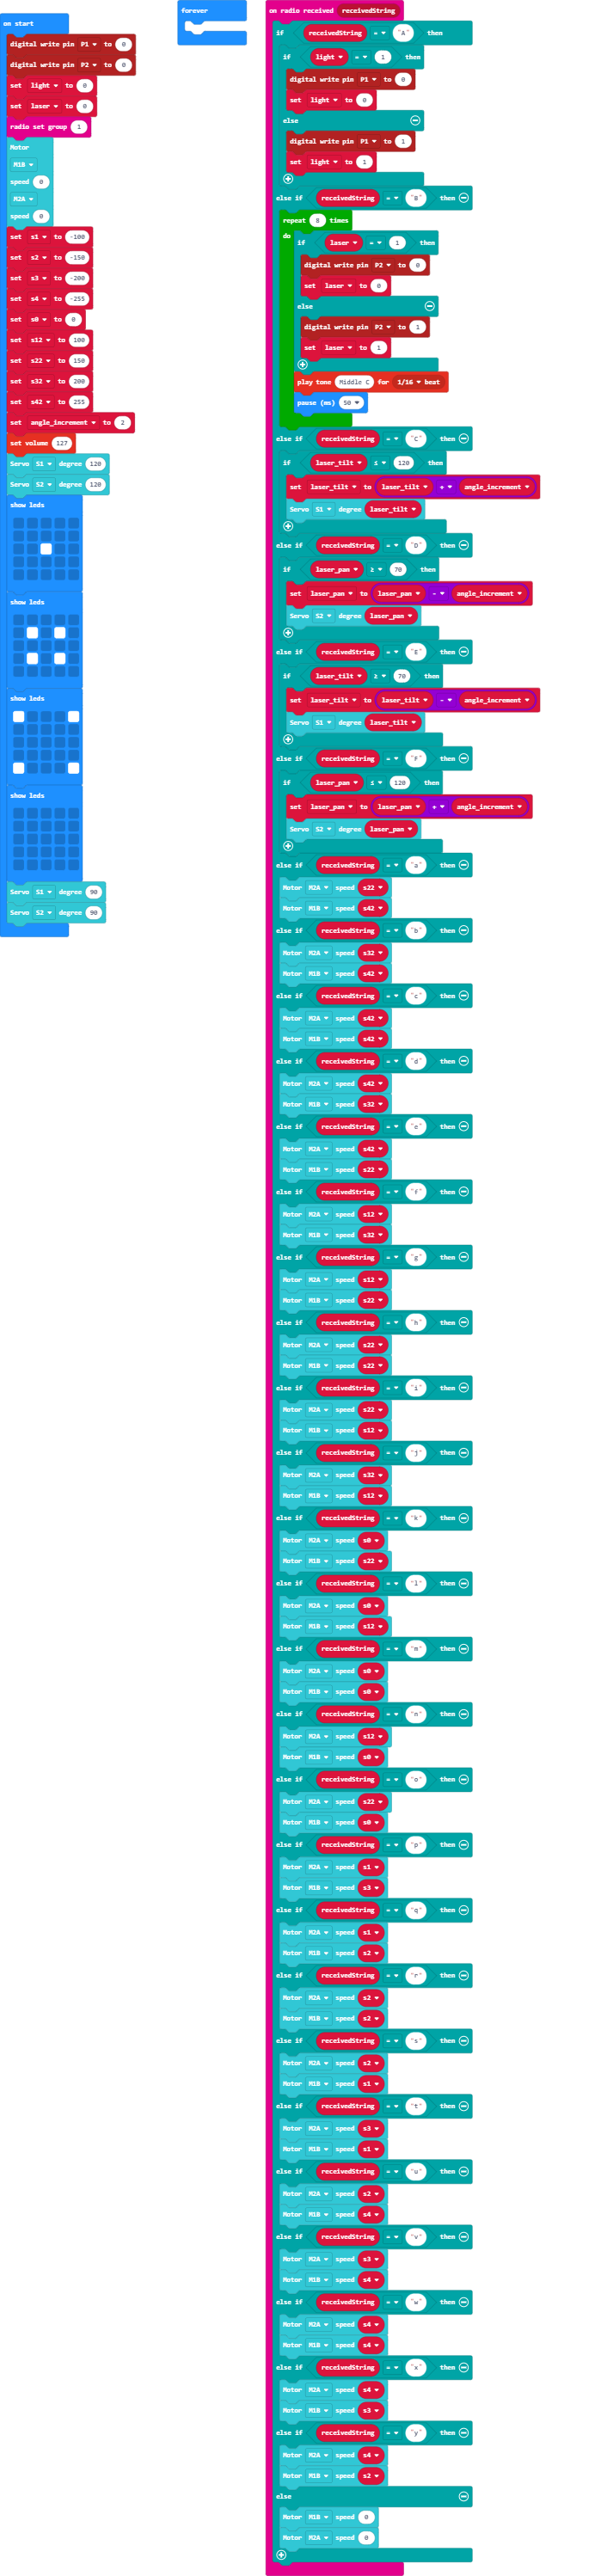 on start
digital write pin P1 to 0
digital write pin P2 to 0
set light to 0
set laser to 0
radio set group 1
Motor
M1B
speed 0
M2A
speed 0
set s1 to -100
set s2 to -150
set s3 to -200
set s4 to -255
set s0 to 0
set s12 to 100
set s22 to 150
set s32 to 200
set s42 to 255
set angle_increment to 2
set volume 127
Servo S1 degree 120
Servo S2 degree 120
show leds
show leds
show leds
show leds
Servo S1 degree 90
Servo S2 degree 90
forever
on radio received receivedString
if receivedString = "A" then
if light = 1 then
digital write pin P1 to 0
set light to 0
else
digital write pin P1 to 1
set light to 1
else if receivedString = "B" then
repeat 8 times
do if laser = 1 then
digital write pin P2 to 0
set laser to 0
else
digital write pin P2 to 1
set laser to 1
play tone Middle C for 1/16 beat
pause (ms) 50
else if receivedString = "C" then
if laser_tilt ≤ 120 then
set laser_tilt to laser_tilt + angle_increment
Servo S1 degree laser_tilt
else if receivedString = "D" then
if laser_pan ≥ 70 then
set laser_pan to laser_pan - angle_increment
Servo S2 degree laser_pan
else if receivedString = "E" then
if laser_tilt ≥ 70 then
set laser_tilt to laser_tilt - angle_increment
Servo S1 degree laser_tilt
else if receivedString = "F" then
if laser_pan ≤ 120 then
set laser_pan to laser_pan + angle_increment
Servo S2 degree laser_pan
else if receivedString = "a" then
Motor M2A speed s22
Motor M1B speed s42
else if receivedString = "b" then
Motor M2A speed s32
Motor M1B speed s42
else if receivedString = "c" then
Motor M2A speed s42
Motor M1B speed s42
else if receivedString = "d" then
Motor M2A speed s42
Motor M1B speed s32
else if receivedString = "e" then
Motor M2A speed s42
Motor M1B speed s22
else if receivedString = "f" then
Motor M2A speed s12
Motor M1B speed s32
else if receivedString = "g" then
Motor M2A speed s12
Motor M1B speed s22
else if receivedString = "h" then
Motor M2A speed s22
Motor M1B speed s22
else if receivedString = "i" then
Motor M2A speed s22
Motor M1B speed s12
else if receivedString = "j" then
Motor M2A speed s32
Motor M1B speed s12
else if receivedString = "k" then
Motor M2A speed s0
Motor M1B speed s22
else if receivedString = "l" then
Motor M2A speed s0
Motor M1B speed s12
else if receivedString = "m" then
Motor M2A speed s0
Motor M1B speed s0
else if receivedString = "n" then
Motor M2A speed s12
Motor M1B speed s0
else if receivedString = "o" then
Motor M2A speed s22
Motor M1B speed s0
else if receivedString = "p" then
Motor M2A speed s1
Motor M1B speed s3
else if receivedString = "q" then
Motor M2A speed s1
Motor M1B speed s2
else if receivedString = "r" then
Motor M2A speed s2
Motor M1B speed s2
else if receivedString = "s" then
Motor M2A speed s2
Motor M1B speed s1
else if receivedString = "t" then
Motor M2A speed s3
Motor M1B speed s1
else if receivedString = "u" then
Motor M2A speed s2
Motor M1B speed s4
else if receivedString = "v" then
Motor M2A speed s3
Motor M1B speed s4
else if receivedString = "w" then
Motor M2A speed s4
Motor M1B speed s4
else if receivedString = "x" then
Motor M2A speed s4
Motor M1B speed s3
else if receivedString = "y" then
Motor M2A speed s4
Motor M1B speed s2
else
Motor M1B speed 0
Motor M2A speed 0